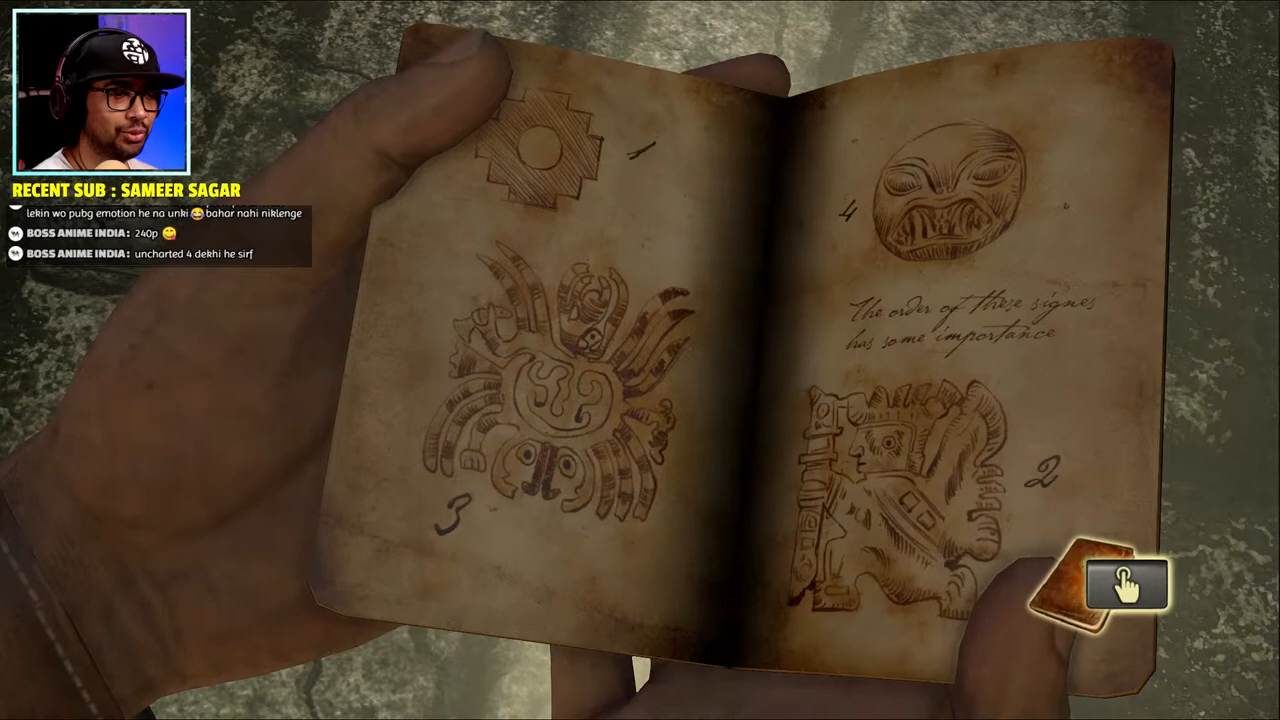 RECENT SUB : SAMEER SAGAR
lekin wo pubg emotion he na unki😂bahar nahi niklenge
BOSS ANIME INDIA: 240p 😋
BOSS ANIME INDIA: uncharted 4 dekhi he sirf
1
3
4
The order of these signes
has some importance
2